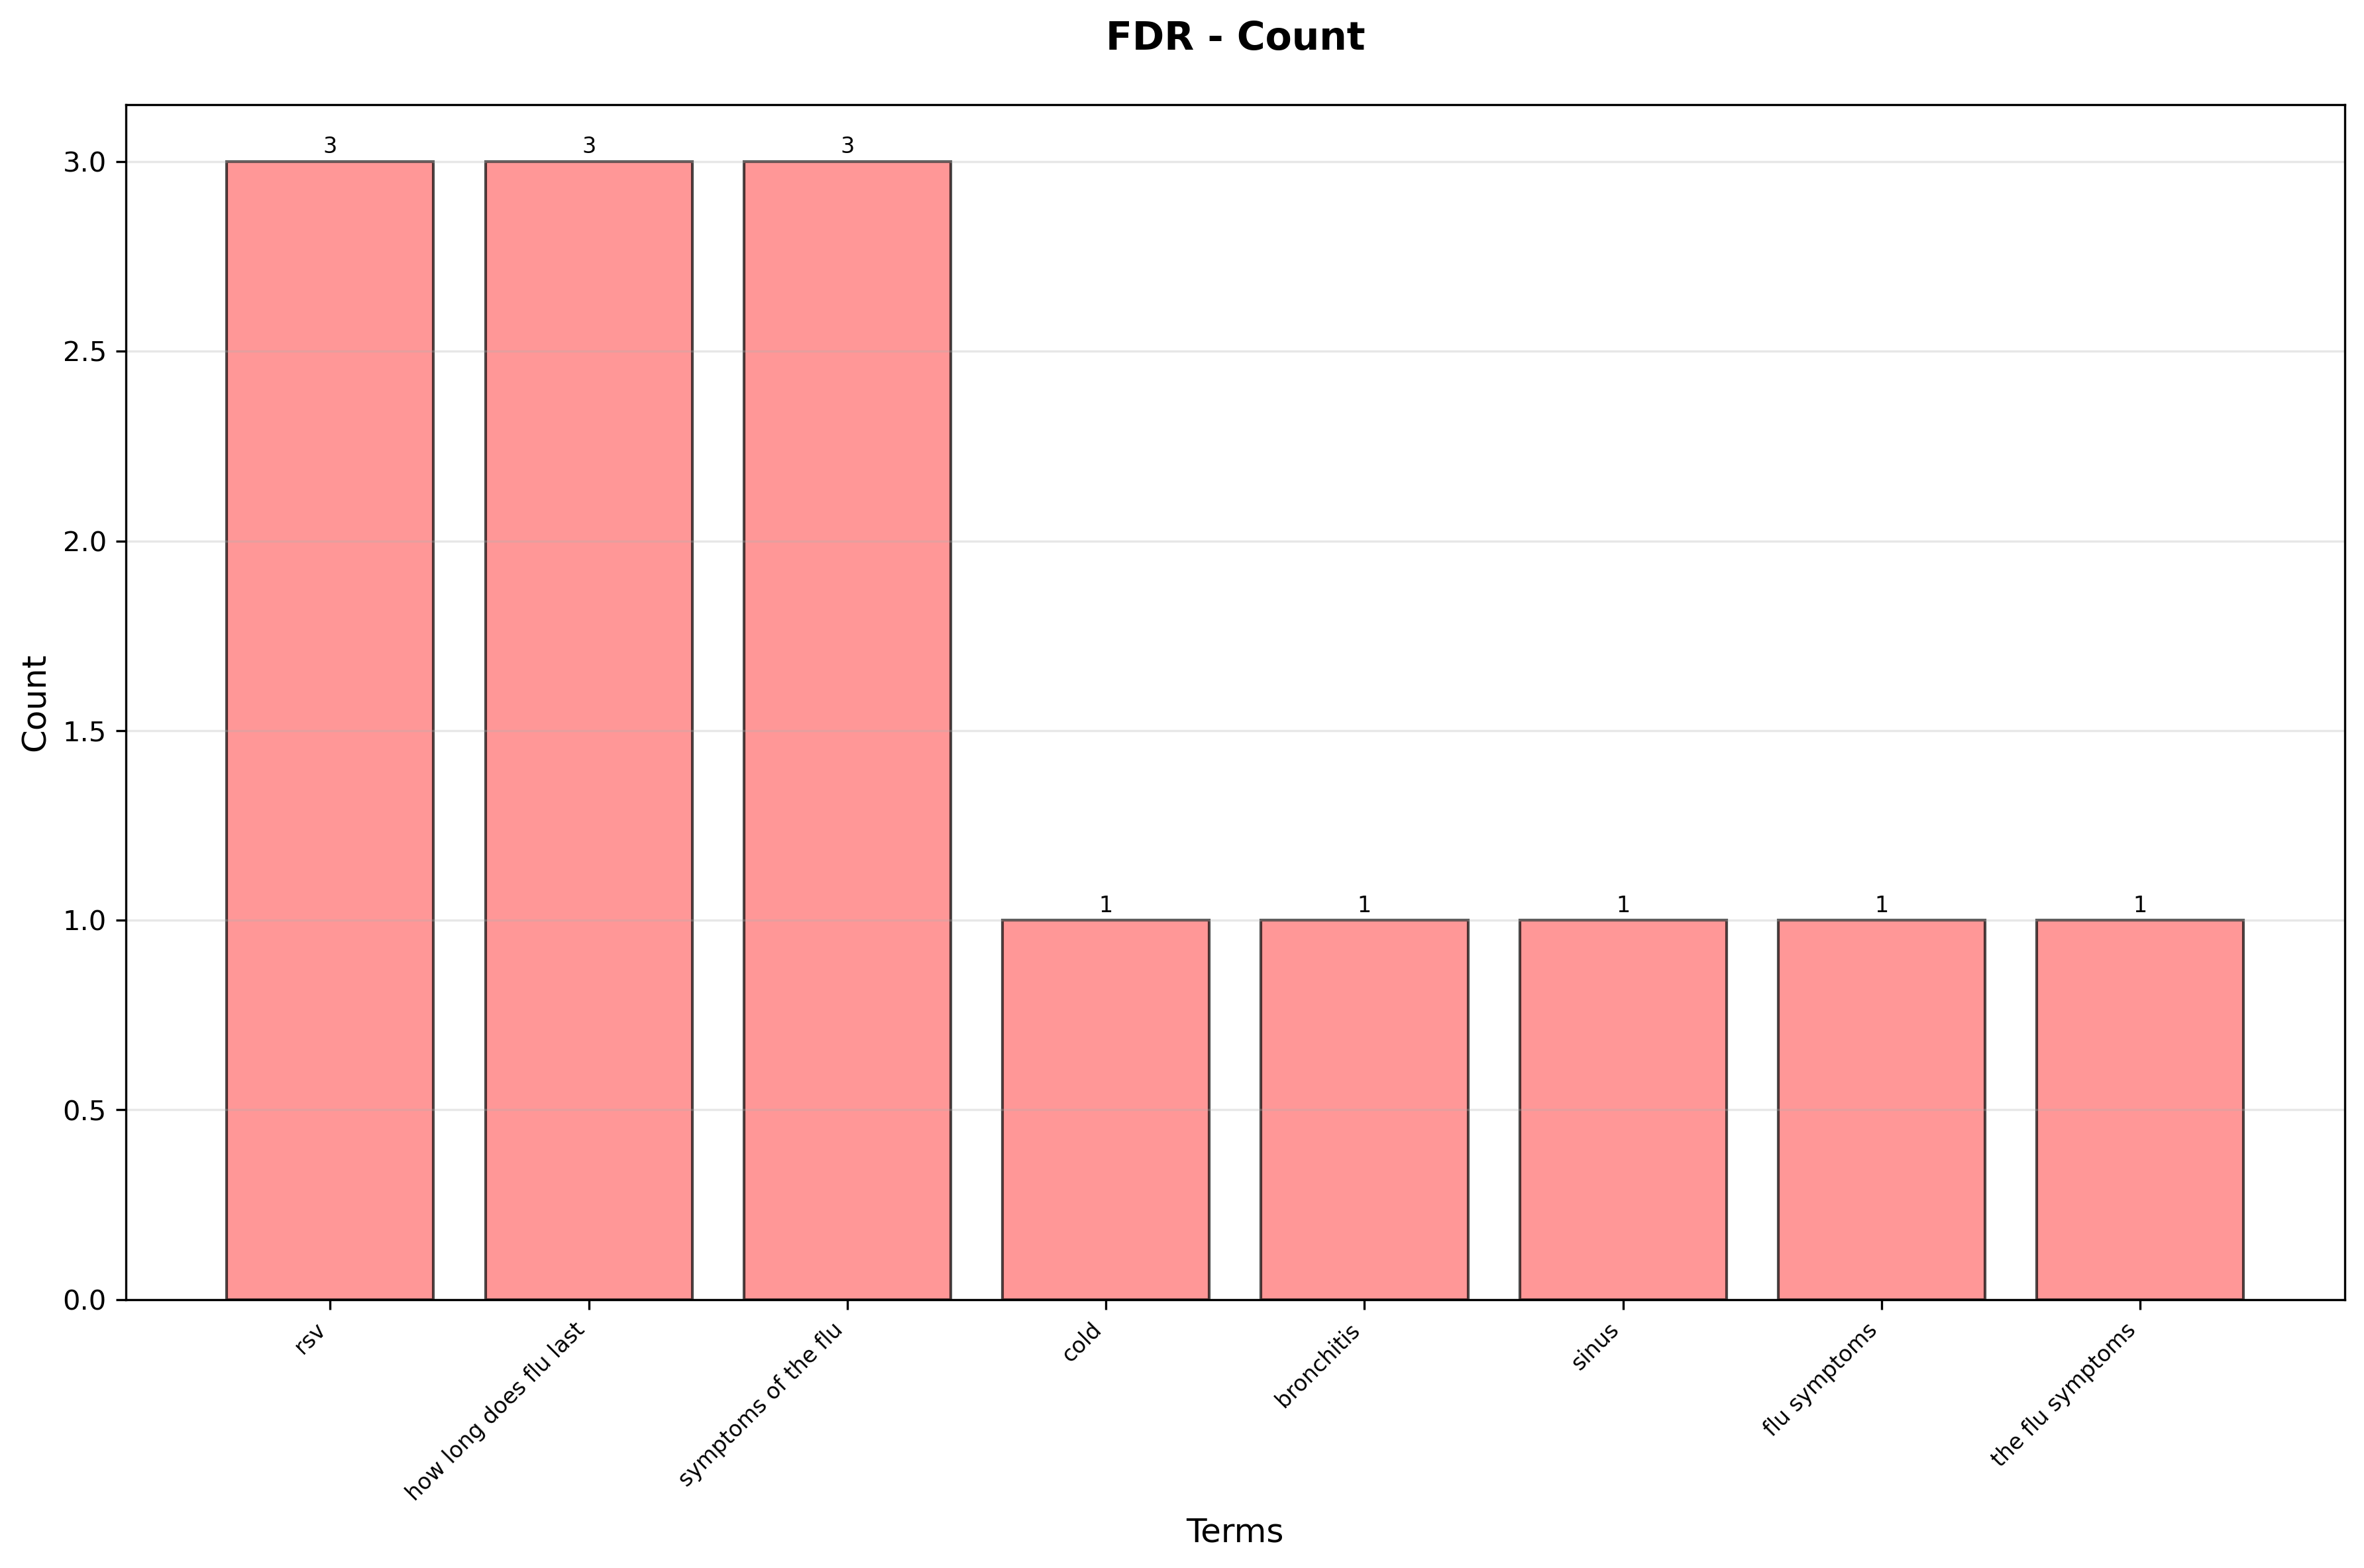 FDR - Count
3 3 3
3.0
2.5
2.0
Count
1.5
1 1 1 1 1
1.0
0.5
0.0
rsv
how long does flu last
symptoms of the flu
cold
bronchitis
sinus
flu symptoms
the flu symptoms
Terms